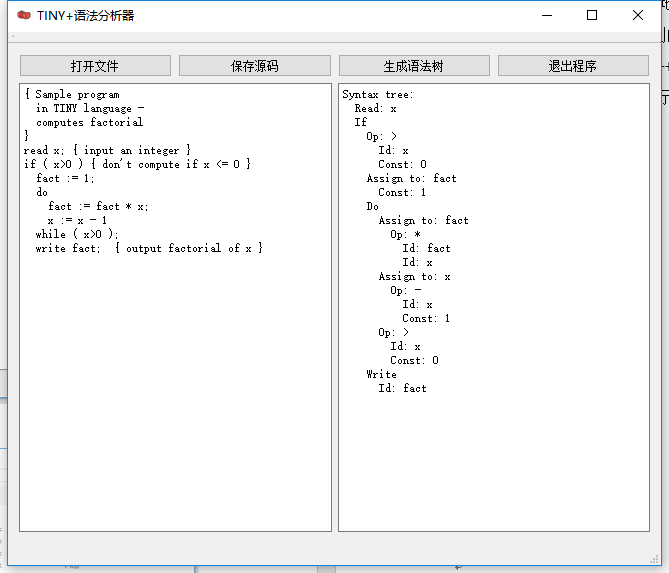 TINY+语法分析器
打开文件
保存源码
生成语法树
退出程序
{ Sample program
  in TINY language -
  computes factorial
}
read x; { input an integer }
if ( x>0 ) { don't compute if x <= 0 }
  fact := 1;
  do
    fact := fact * x;
    x := x - 1
  while ( x>0 );
  write fact;  { output factorial of x }
Syntax tree:
  Read: x
  If
    Op: >
      Id: x
      Const: 0
    Assign to: fact
      Const: 1
    Do
      Assign to: fact
        Op: *
          Id: fact
          Id: x
      Assign to: x
        Op: -
          Id: x
          Const: 1
      Op: >
        Id: x
        Const: 0
    Write
      Id: fact